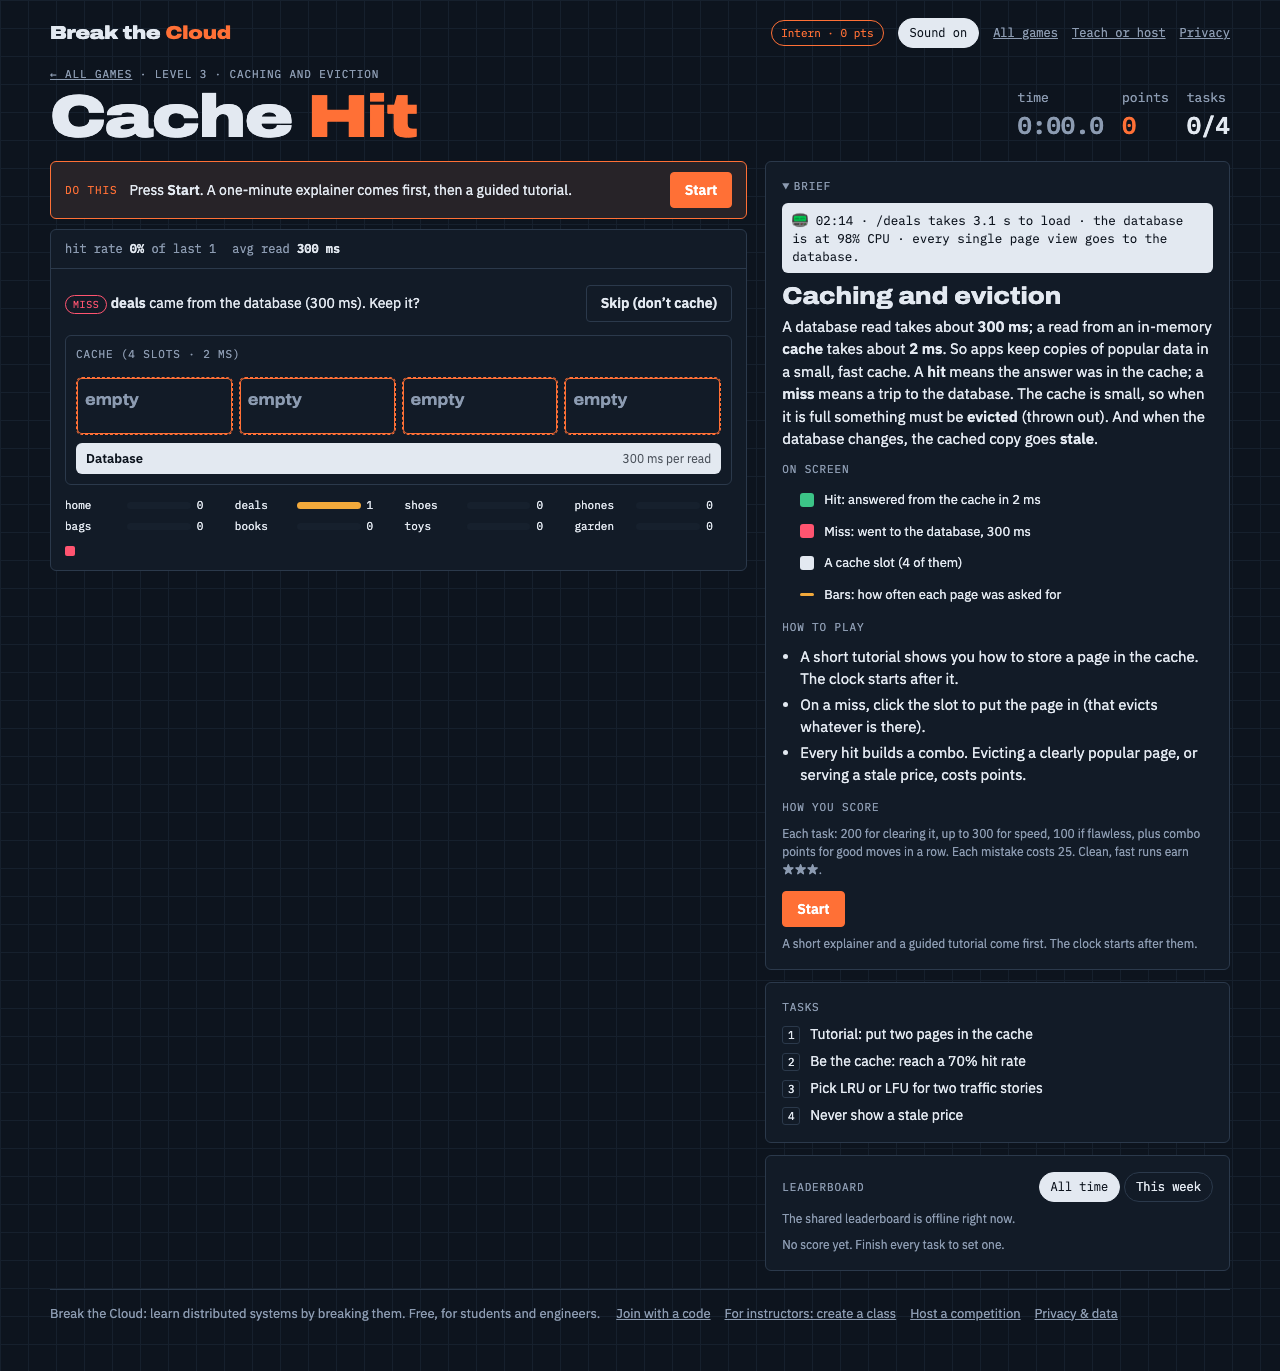 Break the Cloud
Intern · 0 pts
Sound on
All games
Teach or host
Privacy
← ALL GAMES · LEVEL 3 · CACHING AND EVICTION
Cache Hit
time
points
tasks
0:00.0
0
0/4
DO THIS
Press Start. A one-minute explainer comes first, then a guided tutorial.
Start
hit rate 0% of last 1
avg read 300 ms
MISS deals came from the database (300 ms). Keep it?
Skip (don’t cache)
CACHE (4 SLOTS · 2 MS)
empty
empty
empty
empty
Database
300 ms per read
home 0
deals 1
shoes 0
phones 0
bags 0
books 0
toys 0
garden 0
▼ BRIEF
02:14 · /deals takes 3.1 s to load · the database
is at 98% CPU · every single page view goes to the
database.
Caching and eviction
A database read takes about 300 ms; a read from an in-memory
cache takes about 2 ms. So apps keep copies of popular data in
a small, fast cache. A hit means the answer was in the cache; a
miss means a trip to the database. The cache is small, so when
it is full something must be evicted (thrown out). And when the
database changes, the cached copy goes stale.
ON SCREEN
Hit: answered from the cache in 2 ms
Miss: went to the database, 300 ms
A cache slot (4 of them)
Bars: how often each page was asked for
HOW TO PLAY
• A short tutorial shows you how to store a page in the cache.
The clock starts after it.
• On a miss, click the slot to put the page in (that evicts
whatever is there).
• Every hit builds a combo. Evicting a clearly popular page, or
serving a stale price, costs points.
HOW YOU SCORE
Each task: 200 for clearing it, up to 300 for speed, 100 if flawless, plus combo
points for good moves in a row. Each mistake costs 25. Clean, fast runs earn
★★★.
Start
A short explainer and a guided tutorial come first. The clock starts after them.
TASKS
1 Tutorial: put two pages in the cache
2 Be the cache: reach a 70% hit rate
3 Pick LRU or LFU for two traffic stories
4 Never show a stale price
LEADERBOARD
All time
This week
The shared leaderboard is offline right now.
No score yet. Finish every task to set one.
Break the Cloud: learn distributed systems by breaking them. Free, for students and engineers.
Join with a code
For instructors: create a class
Host a competition
Privacy & data